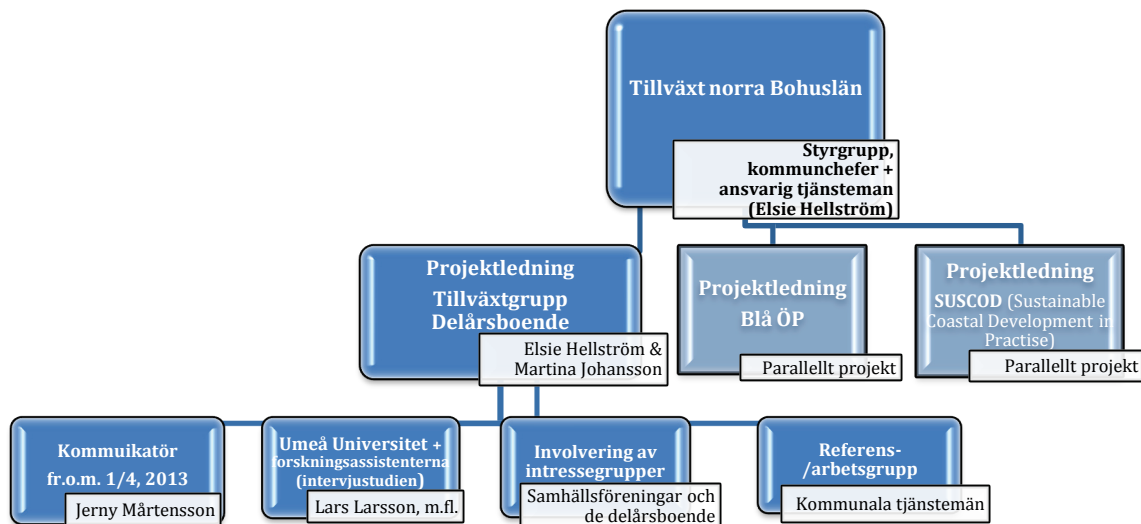 Tillväxt norra Bohuslän
Styrgrupp,
kommunchefer +
ansvarig tjänsteman
(Elsie Hellström)
Projektledning
Tillväxtgrupp
Delårsboende
Elsie Hellström &
Martina Johansson
Projektledning
Blå ÖP
Parallellt projekt
Projektledning
SUSCOD (Sustainable
Coastal Development in
Practise)
Parallellt projekt
Kommuikatör
fr.o.m. 1/4, 2013
Jerny Mårtensson
Umeå Universitet +
forskningsassistenterna
(intervjustudien)
Lars Larsson, m.fl.
Involvering av
intressegrupper
Samhällsföreningar och
de delårsboende
Referens-
/arbetsgrupp
Kommunala tjänstemän